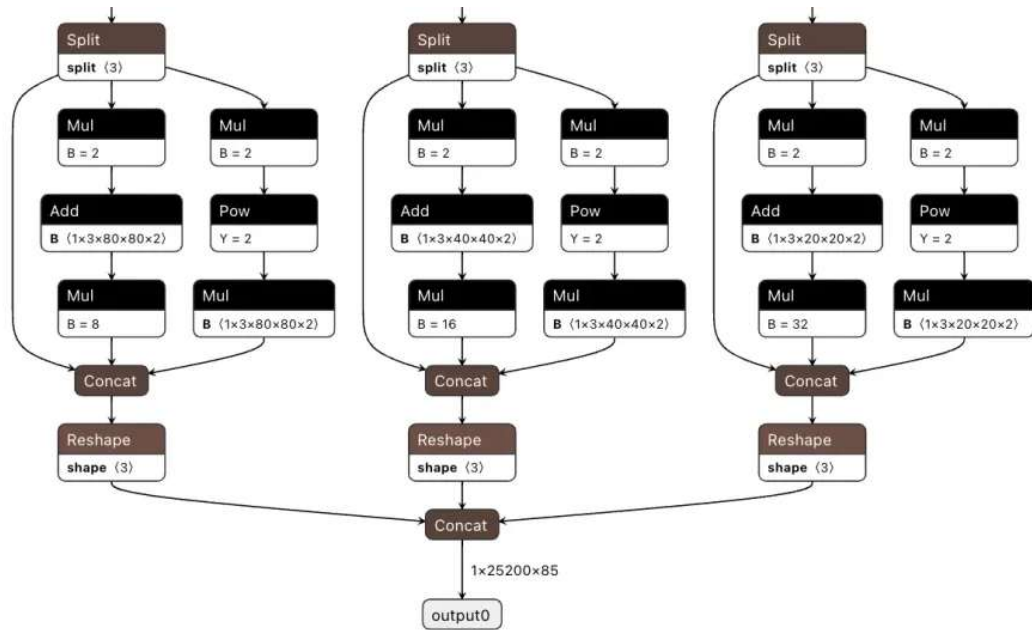 Split
split ⟨3⟩
Mul
B = 2
Mul
B = 2
Add
B ⟨1×3×80×80×2⟩
Pow
Y = 2
Mul
B = 8
Mul
B ⟨1×3×80×80×2⟩
Concat
Reshape
shape ⟨3⟩
Split
split ⟨3⟩
Mul
B = 2
Mul
B = 2
Add
B ⟨1×3×40×40×2⟩
Pow
Y = 2
Mul
B = 16
Mul
B ⟨1×3×40×40×2⟩
Concat
Reshape
shape ⟨3⟩
Split
split ⟨3⟩
Mul
B = 2
Mul
B = 2
Add
B ⟨1×3×20×20×2⟩
Pow
Y = 2
Mul
B = 32
Mul
B ⟨1×3×20×20×2⟩
Concat
Reshape
shape ⟨3⟩
Concat
1×25200×85
output0